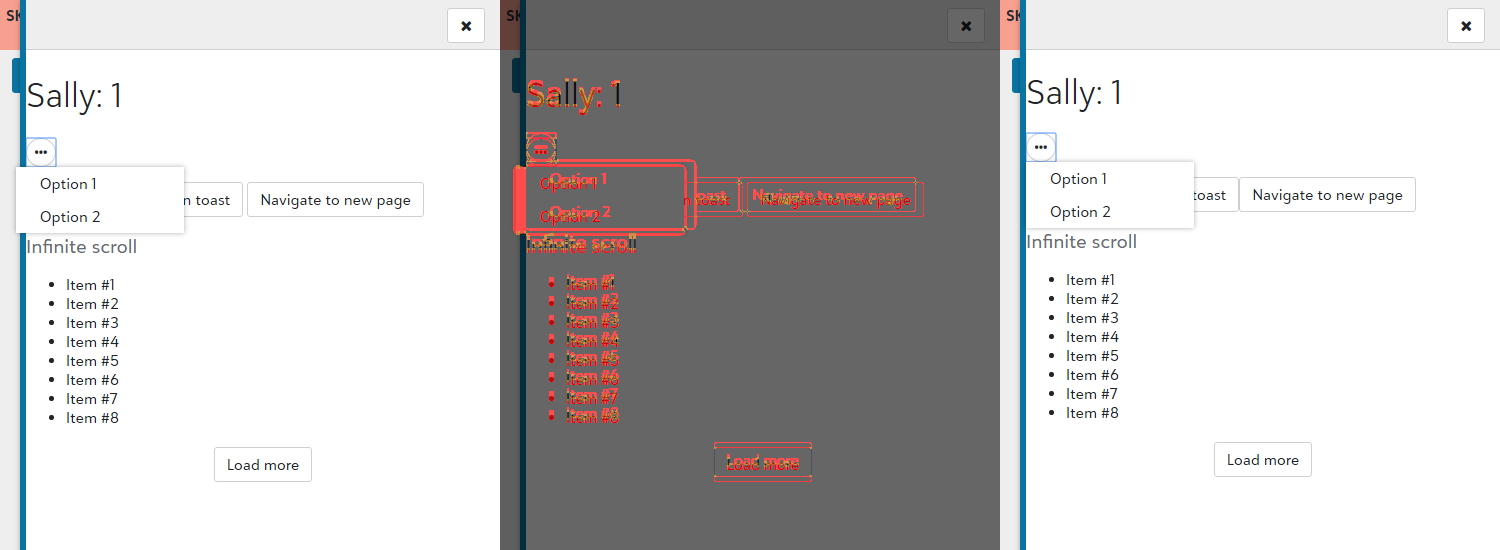 SK
Sally: 1
Option 1
Option 2
n toast
Navigate to new page
Infinite scroll
Item #1
Item #2
Item #3
Item #4
Item #5
Item #6
Item #7
Item #8
Load more
SK
Sally: 1
Option 1
Option 2
toast
Navigate to new page
Infinite scroll
Item #1
Item #2
Item #3
Item #4
Item #5
Item #6
Item #7
Item #8
Load more
SK
Sally: 1
Option 1
Option 2
toast
Navigate to new page
Infinite scroll
Item #1
Item #2
Item #3
Item #4
Item #5
Item #6
Item #7
Item #8
Load more